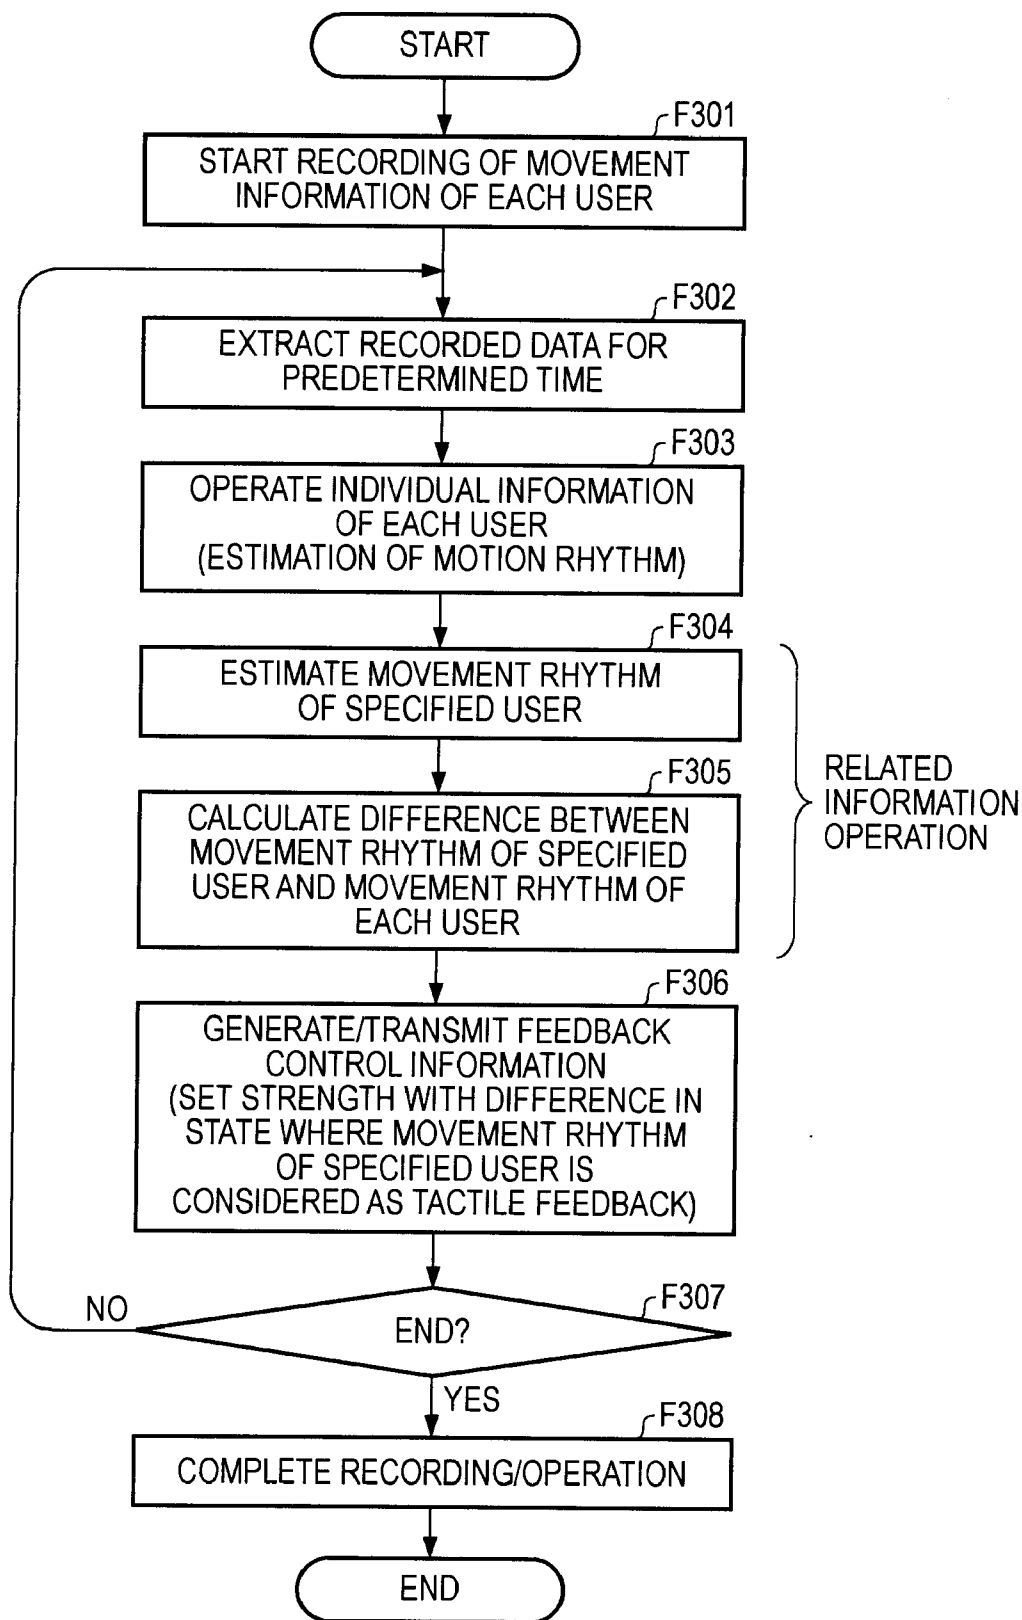 START
F301
START RECORDING OF MOVEMENT
INFORMATION OF EACH USER
F302
EXTRACT RECORDED DATA FOR
PREDETERMINED TIME
F303
OPERATE INDIVIDUAL INFORMATION
OF EACH USER
(ESTIMATION OF MOTION RHYTHM)
F304
ESTIMATE MOVEMENT RHYTHM
OF SPECIFIED USER
F305
CALCULATE DIFFERENCE BETWEEN
MOVEMENT RHYTHM OF SPECIFIED
USER AND MOVEMENT RHYTHM OF
EACH USER
RELATED
INFORMATION
OPERATION
F306
GENERATE/TRANSMIT FEEDBACK
CONTROL INFORMATION
(SET STRENGTH WITH DIFFERENCE IN
STATE WHERE MOVEMENT RHYTHM
OF SPECIFIED USER IS
CONSIDERED AS TACTILE FEEDBACK)
F307
NO
END?
YES
F308
COMPLETE RECORDING/OPERATION
END